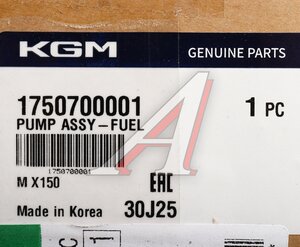 KGM
GENUINE PARTS
1750700001
PUMP ASSY-FUEL
1 PC
1750700001
M X150
EAC
Made in Korea
30J25